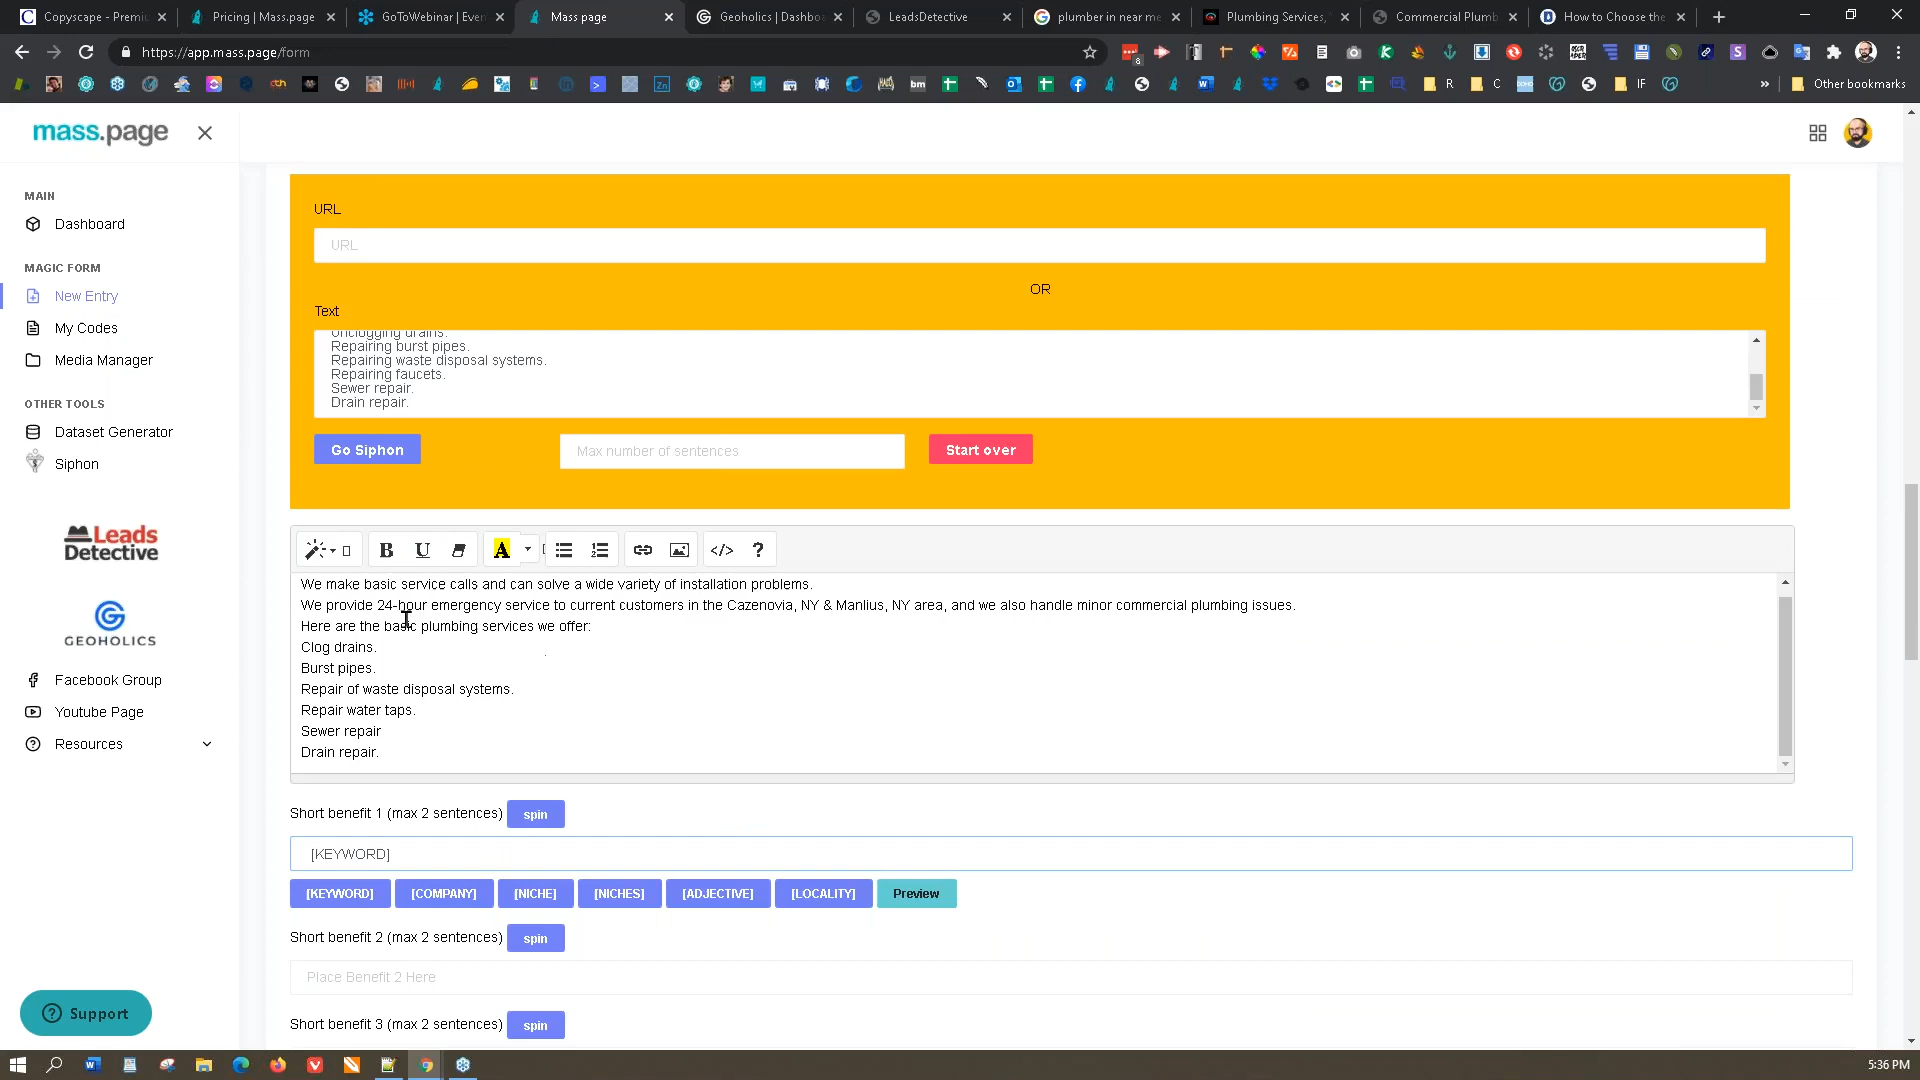 Copyscape - Premi
Pricing | Mass.page
GoToWebinar | Even
Mass page
Geoholics | Dashbo
LeadsDetective
plumber in near me
Plumbing Services,
Commercial Plumb
How to Choose the
https://app.mass.page/form
8
Zn
bm
R
C
IF
»
Other bookmarks
mass.page
MAIN
Dashboard
MAGIC FORM
New Entry
My Codes
Media Manager
OTHER TOOLS
Dataset Generator
Siphon
Leads
Detective
GEOHOLICS
Facebook Group
Youtube Page
Resources
Support
URL
URL
OR
Text
Unclogging drains.
Repairing burst pipes.
Repairing waste disposal systems.
Repairing faucets.
Sewer repair.
Drain repair.
Go Siphon
Max number of sentences
Start over
B U A </> ?
We make basic service calls and can solve a wide variety of installation problems.
We provide 24-hour emergency service to current customers in the Cazenovia, NY & Manlius, NY area, and we also handle minor commercial plumbing issues.
Here are the basic plumbing services we offer:
Clog drains.
Burst pipes.
Repair of waste disposal systems.
Repair water taps.
Sewer repair
Drain repair.
Short benefit 1 (max 2 sentences) spin
[KEYWORD]
[KEYWORD] [COMPANY] [NICHE] [NICHES] [ADJECTIVE] [LOCALITY] Preview
Short benefit 2 (max 2 sentences) spin
Place Benefit 2 Here
Short benefit 3 (max 2 sentences) spin
5:36 PM